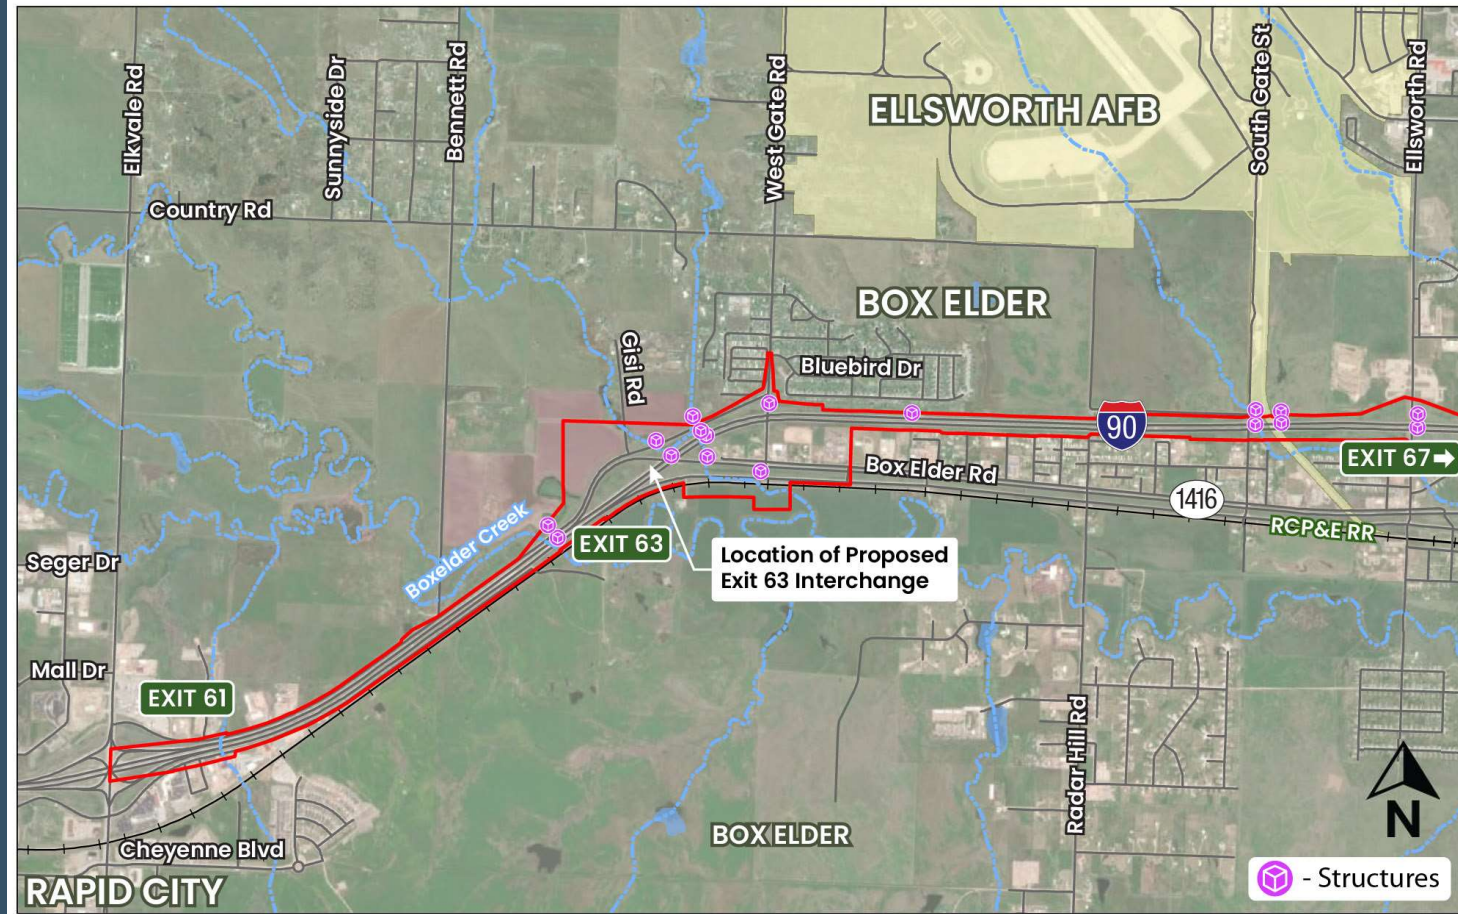 Elkvale Rd
Sunnyside Dr
Bennett Rd
West Gate Rd
ELLSWORTH AFB
South Gate St
Ellsworth Rd
Country Rd
BOX ELDER
Gisi Rd
Bluebird Dr
90
EXIT 67
Box Elder Rd
1416
RCP&E RR
Boxelder Creek
EXIT 63
Location of Proposed
Exit 63 Interchange
Seger Dr
Mall Dr
EXIT 61
Radar Hill Rd
BOX ELDER
N
Cheyenne Blvd
RAPID CITY
- Structures